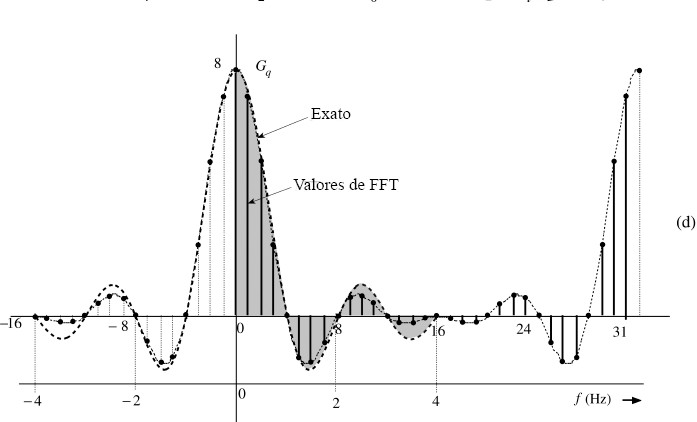 8 G_q
Exato
Valores de FFT
(d)
−16 −8 0 8 16 24 31
0
−4 −2 2 4 f (Hz)